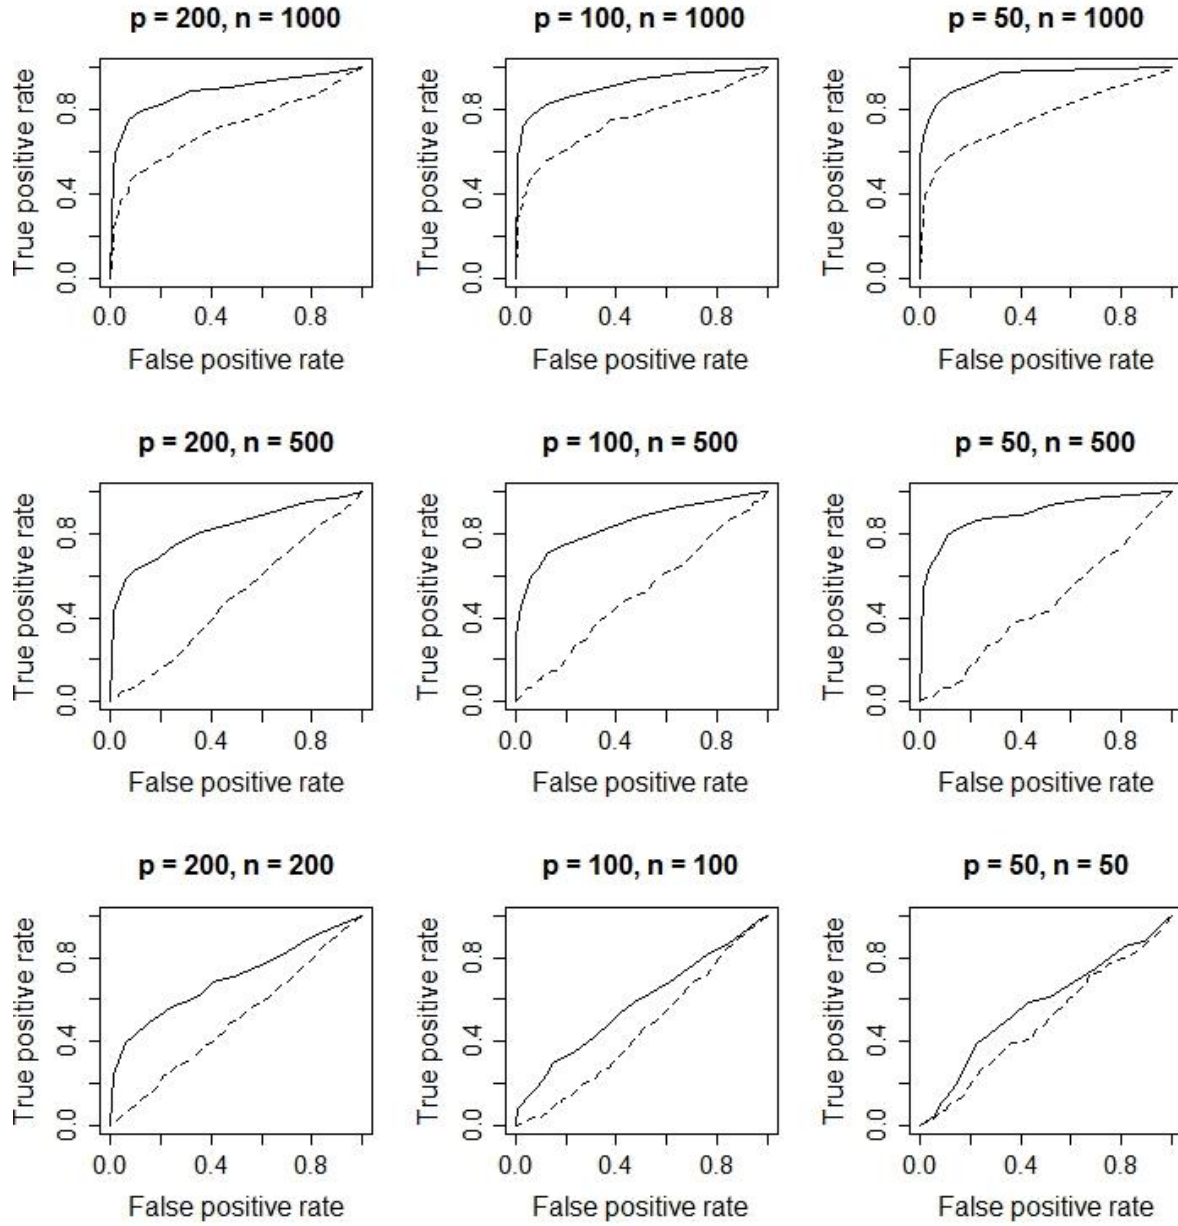 p = 200, n = 1000
True positive rate
0.0 0.4 0.8
0.0 0.4 0.8
False positive rate
p = 100, n = 1000
True positive rate
0.0 0.4 0.8
0.0 0.4 0.8
False positive rate
p = 50, n = 1000
True positive rate
0.0 0.4 0.8
0.0 0.4 0.8
False positive rate
p = 200, n = 500
True positive rate
0.0 0.4 0.8
0.0 0.4 0.8
False positive rate
p = 100, n = 500
True positive rate
0.0 0.4 0.8
0.0 0.4 0.8
False positive rate
p = 50, n = 500
True positive rate
0.0 0.4 0.8
0.0 0.4 0.8
False positive rate
p = 200, n = 200
True positive rate
0.0 0.4 0.8
0.0 0.4 0.8
False positive rate
p = 100, n = 100
True positive rate
0.0 0.4 0.8
0.0 0.4 0.8
False positive rate
p = 50, n = 50
True positive rate
0.0 0.4 0.8
0.0 0.4 0.8
False positive rate